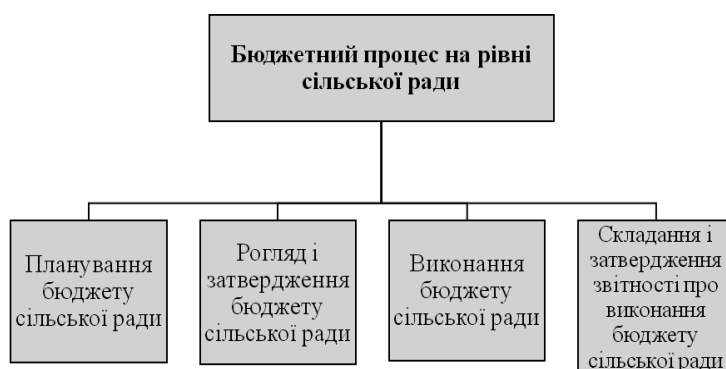 Бюджетний процес на рівні
сільської ради
Планування
бюджету
сільської ради
Рогляд і
затвердження
бюджету
сільської ради
Виконання
бюджету
сільської ради
Складання і
затвердження
звітності про
виконання
бюджету
сільської ради